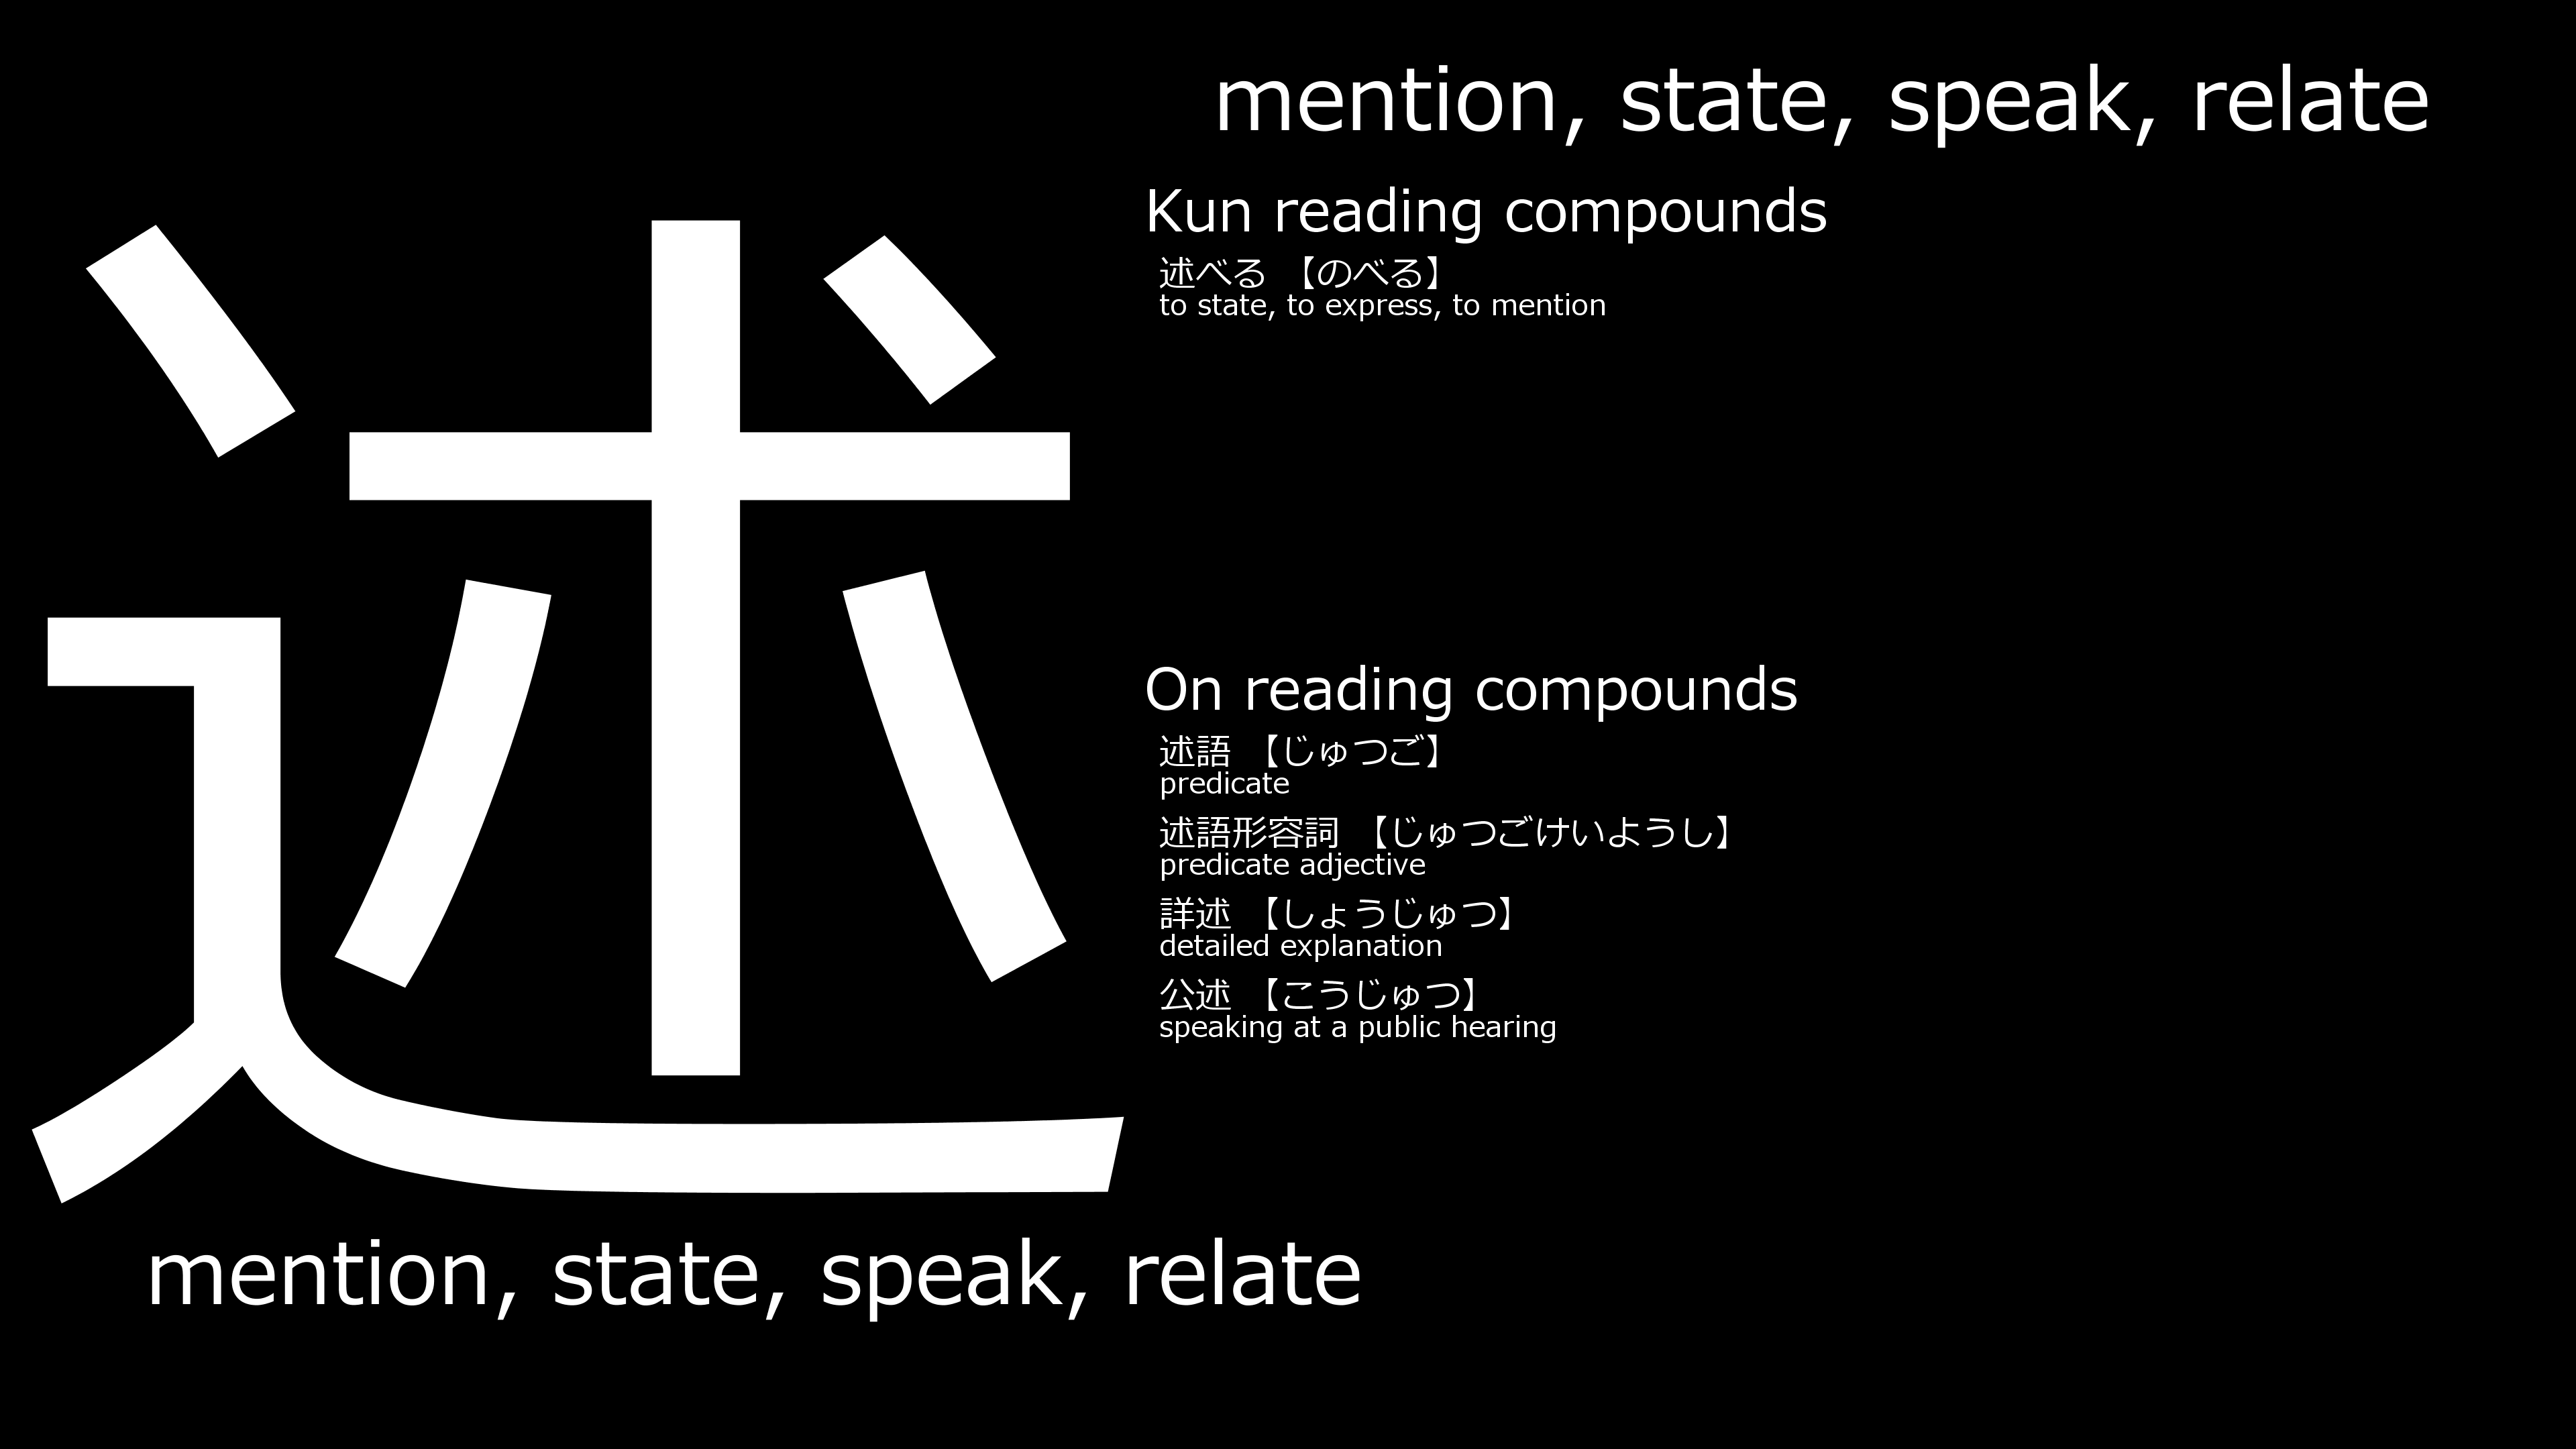 述
mention, state, speak, relate
mention, state, speak, relate
Kun reading compounds
述べる 【のべる】
to state, to express, to mention
On reading compounds
述語 【じゅつご】
predicate
述語形容詞 【じゅつごけいようし】
predicate adjective
詳述 【しょうじゅつ】
detailed explanation
公述 【こうじゅつ】
speaking at a public hearing